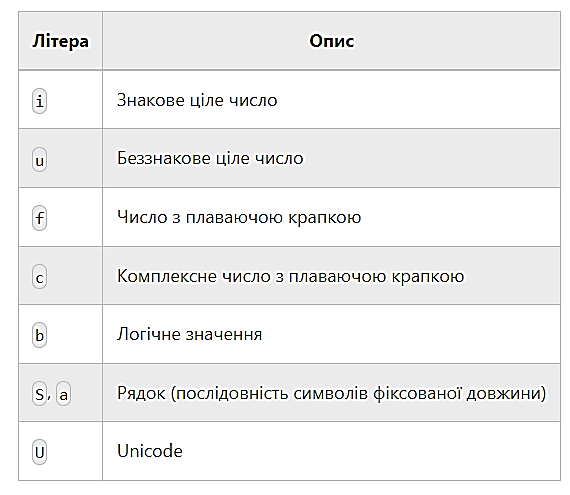 Літера Опис
i Знакове ціле число
u Беззнакове ціле число
f Число з плаваючою крапкою
c Комплексне число з плаваючою крапкою
b Логічне значення
S, a Рядок (послідовність символів фіксованої довжини)
U Unicode